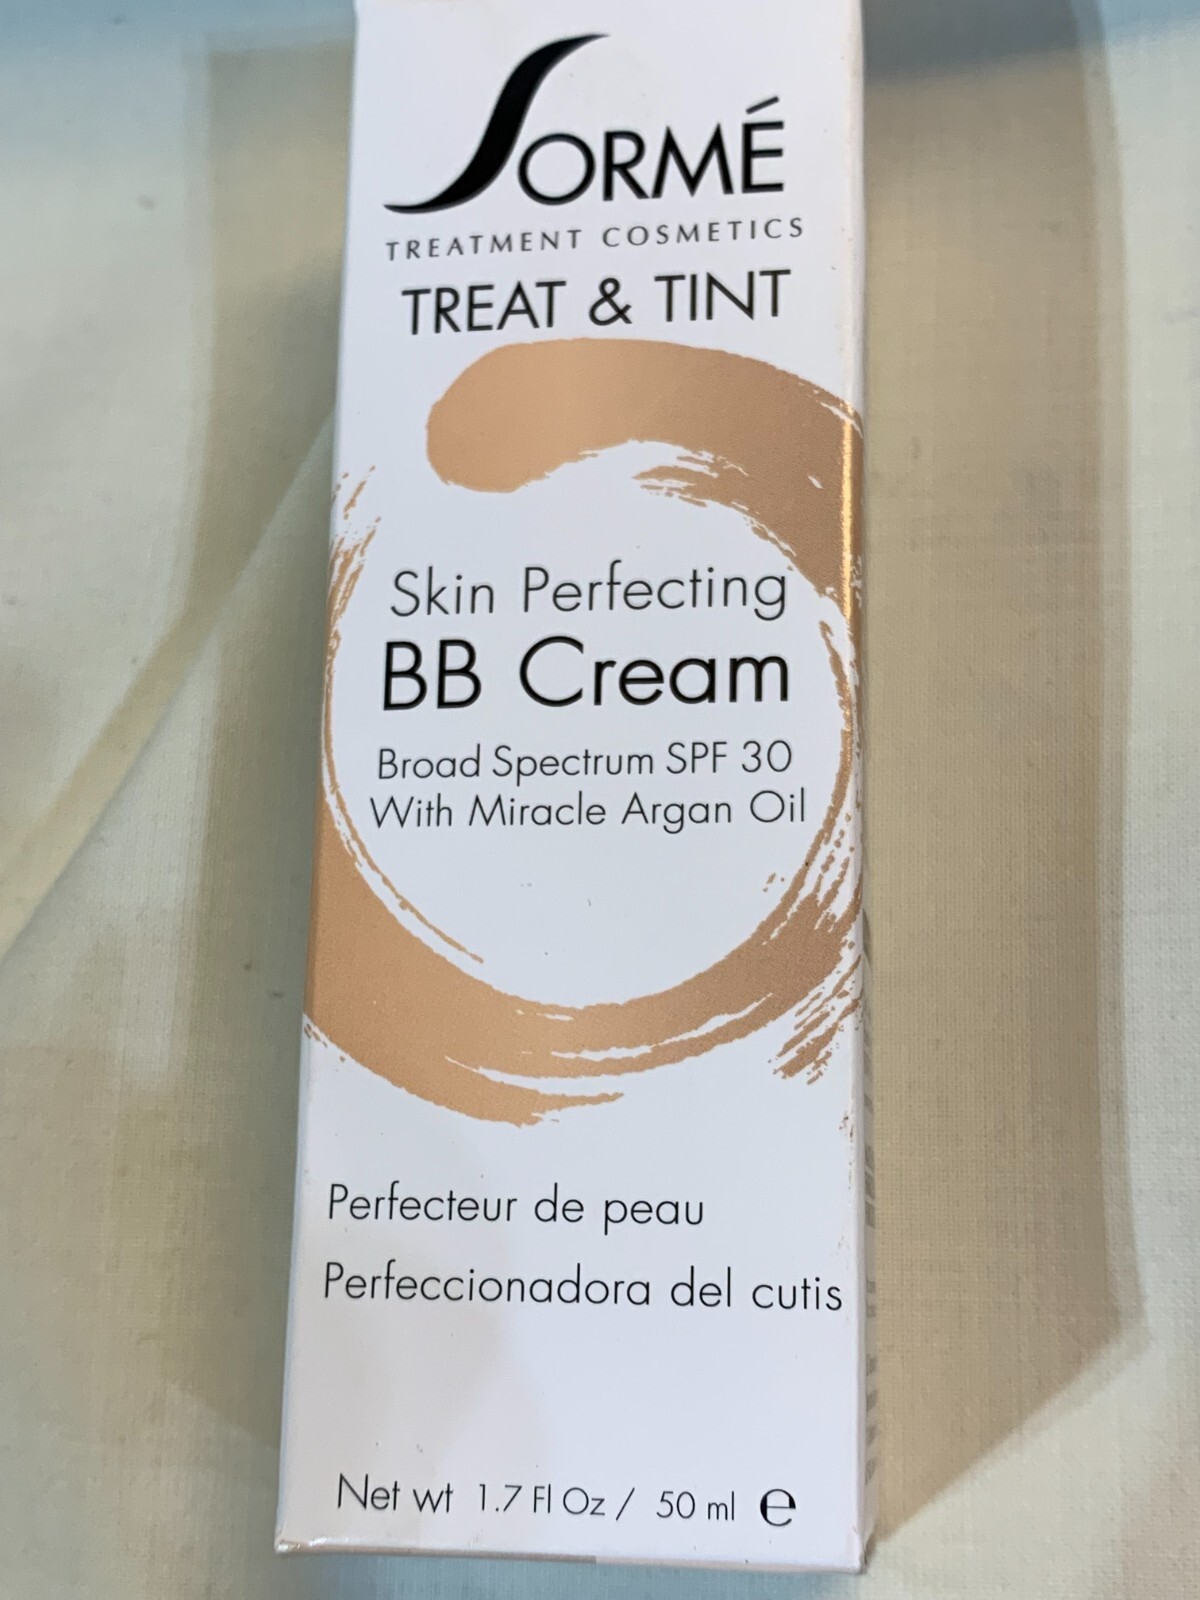 SORMÉ
TREATMENT COSMETICS
TREAT & TINT
Skin Perfecting
BB Cream
Broad Spectrum SPF 30
With Miracle Argan Oil
Perfecteur de peau
Perfeccionadora del cutis
Net wt 1.7 Fl Oz / 50 ml ℮